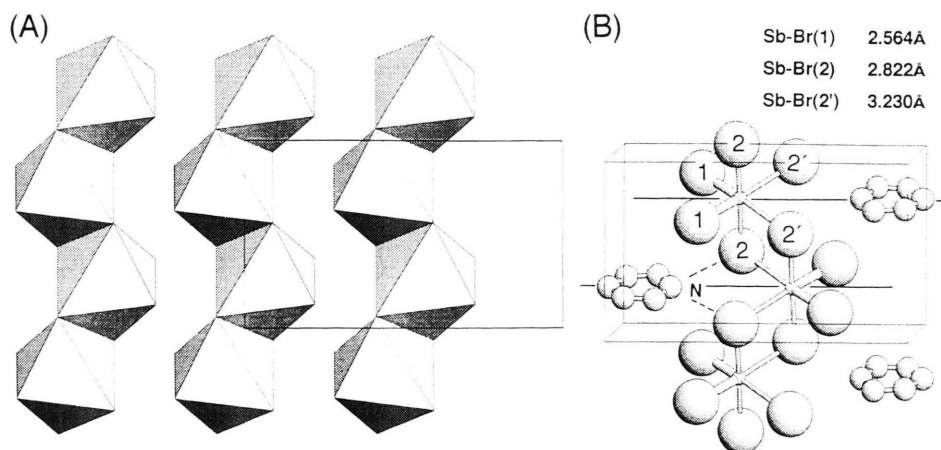 (A)
(B)
Sb-Br(1) 2.564Å
Sb-Br(2) 2.822Å
Sb-Br(2') 3.230Å
2
1
2´
1
2
2´
N